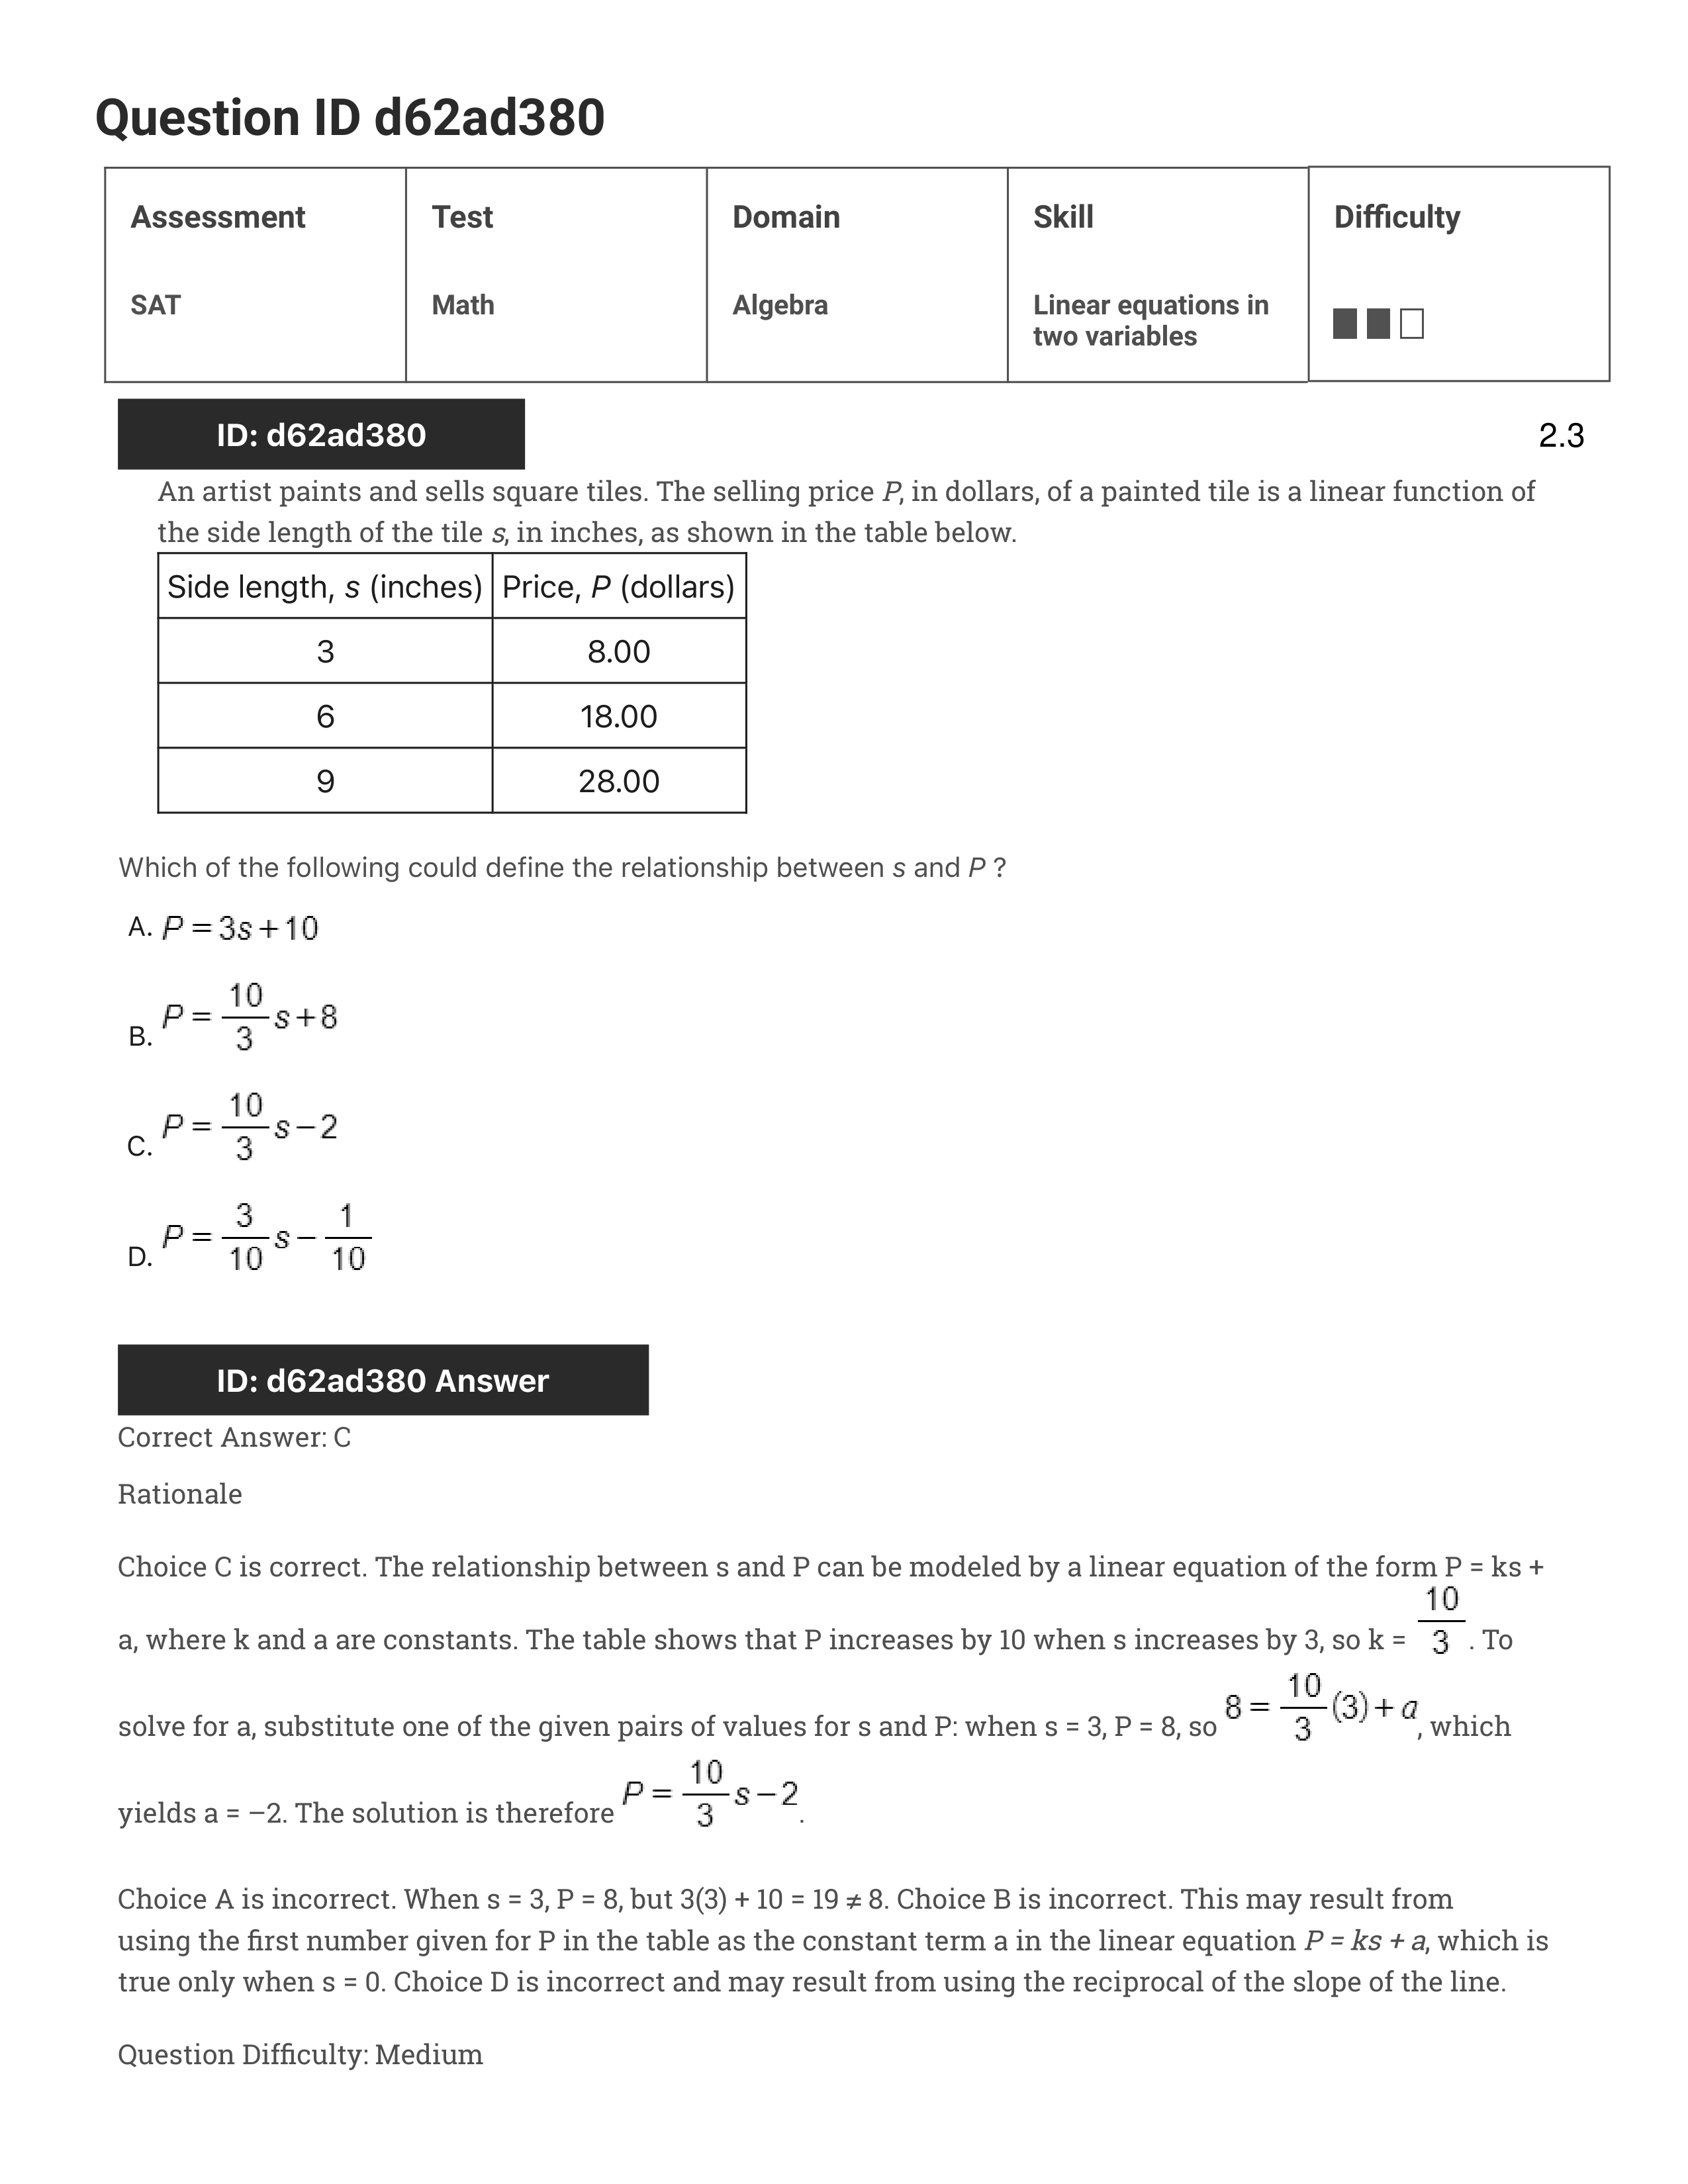 Question ID d62ad380
Assessment Test Domain Skill Difficulty
SAT Math Algebra Linear equations in two variables
ID: d62ad380 2.3
An artist paints and sells square tiles. The selling price P, in dollars, of a painted tile is a linear function of
the side length of the tile s, in inches, as shown in the table below.
Side length, s (inches) Price, P (dollars)
3 8.00
6 18.00
9 28.00
Which of the following could define the relationship between s and P ?
A. P = 3s + 10
B. P = 10/3 s + 8
C. P = 10/3 s − 2
D. P = 3/10 s − 1/10
ID: d62ad380 Answer
Correct Answer: C
Rationale
Choice C is correct. The relationship between s and P can be modeled by a linear equation of the form P = ks +
a, where k and a are constants. The table shows that P increases by 10 when s increases by 3, so k = 10/3 . To
solve for a, substitute one of the given pairs of values for s and P: when s = 3, P = 8, so 8 = 10/3 (3) + a, which
yields a = −2. The solution is therefore P = 10/3 s − 2.
Choice A is incorrect. When s = 3, P = 8, but 3(3) + 10 = 19 ≠ 8. Choice B is incorrect. This may result from
using the first number given for P in the table as the constant term a in the linear equation P = ks + a, which is
true only when s = 0. Choice D is incorrect and may result from using the reciprocal of the slope of the line.
Question Difficulty: Medium